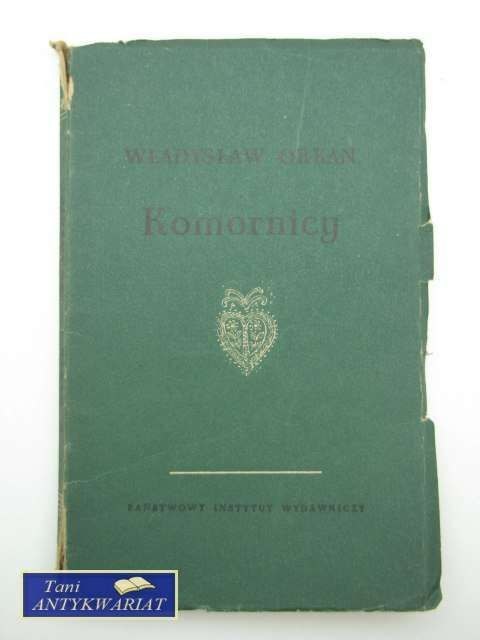 WŁADYSŁAW ORKAN
Komornicy
PAŃSTWOWY INSTYTUT WYDAWNICZY
Tani
ANTYKWARIAT